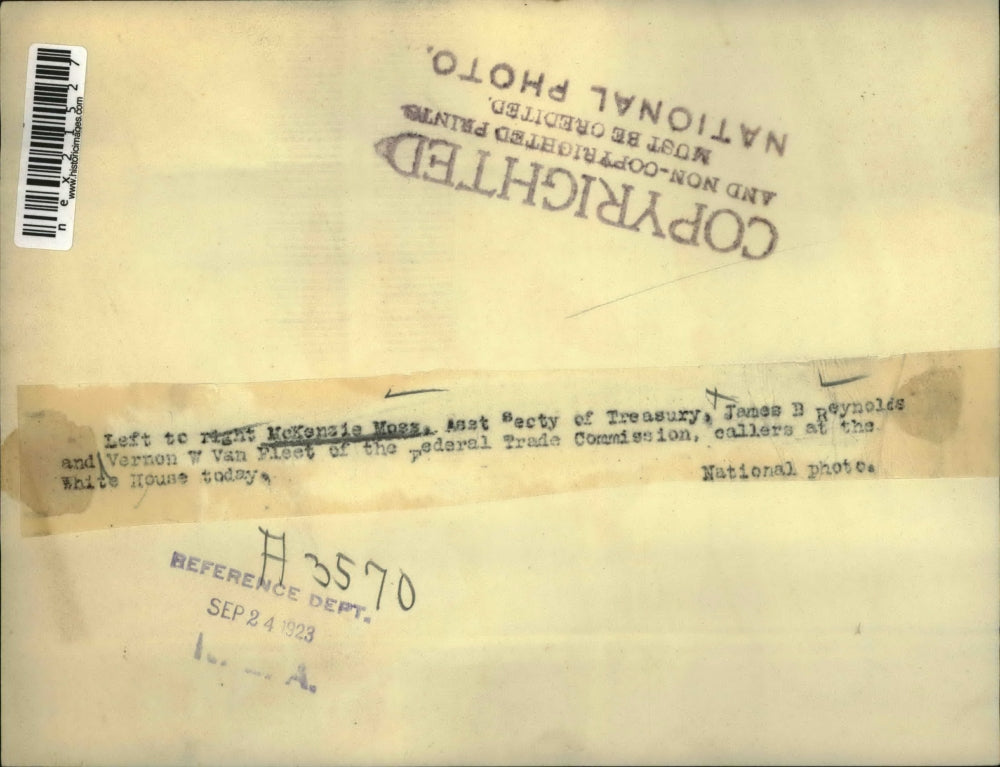 NATIONAL PHOTO.
MUST BE CREDITED.
AND NON-COPYRIGHTED PRINTS
COPYRIGHTED
nex21527
www.historicimages.com
Left to right McKenzie Moss, Asst Secty of Treasury, James B Reynolds
and Vernon W Van Fleet of the Federal Trade Commission, callers at the
White House today.
National photo.
H 3570
REFERENCE DEPT.
SEP 24 1923
A.